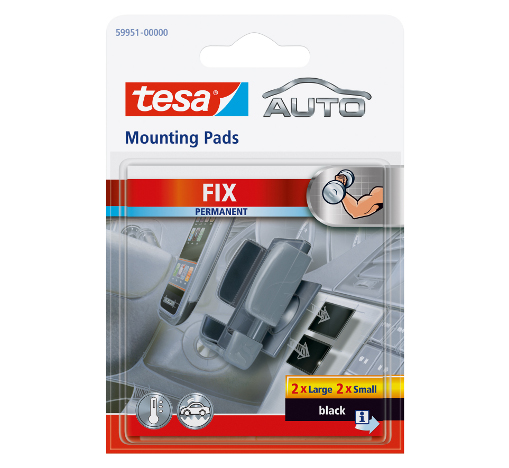 59951-00000
tesa®
AUTO
Mounting Pads
FIX
PERMANENT
2 x Large 2 x Small
black
i